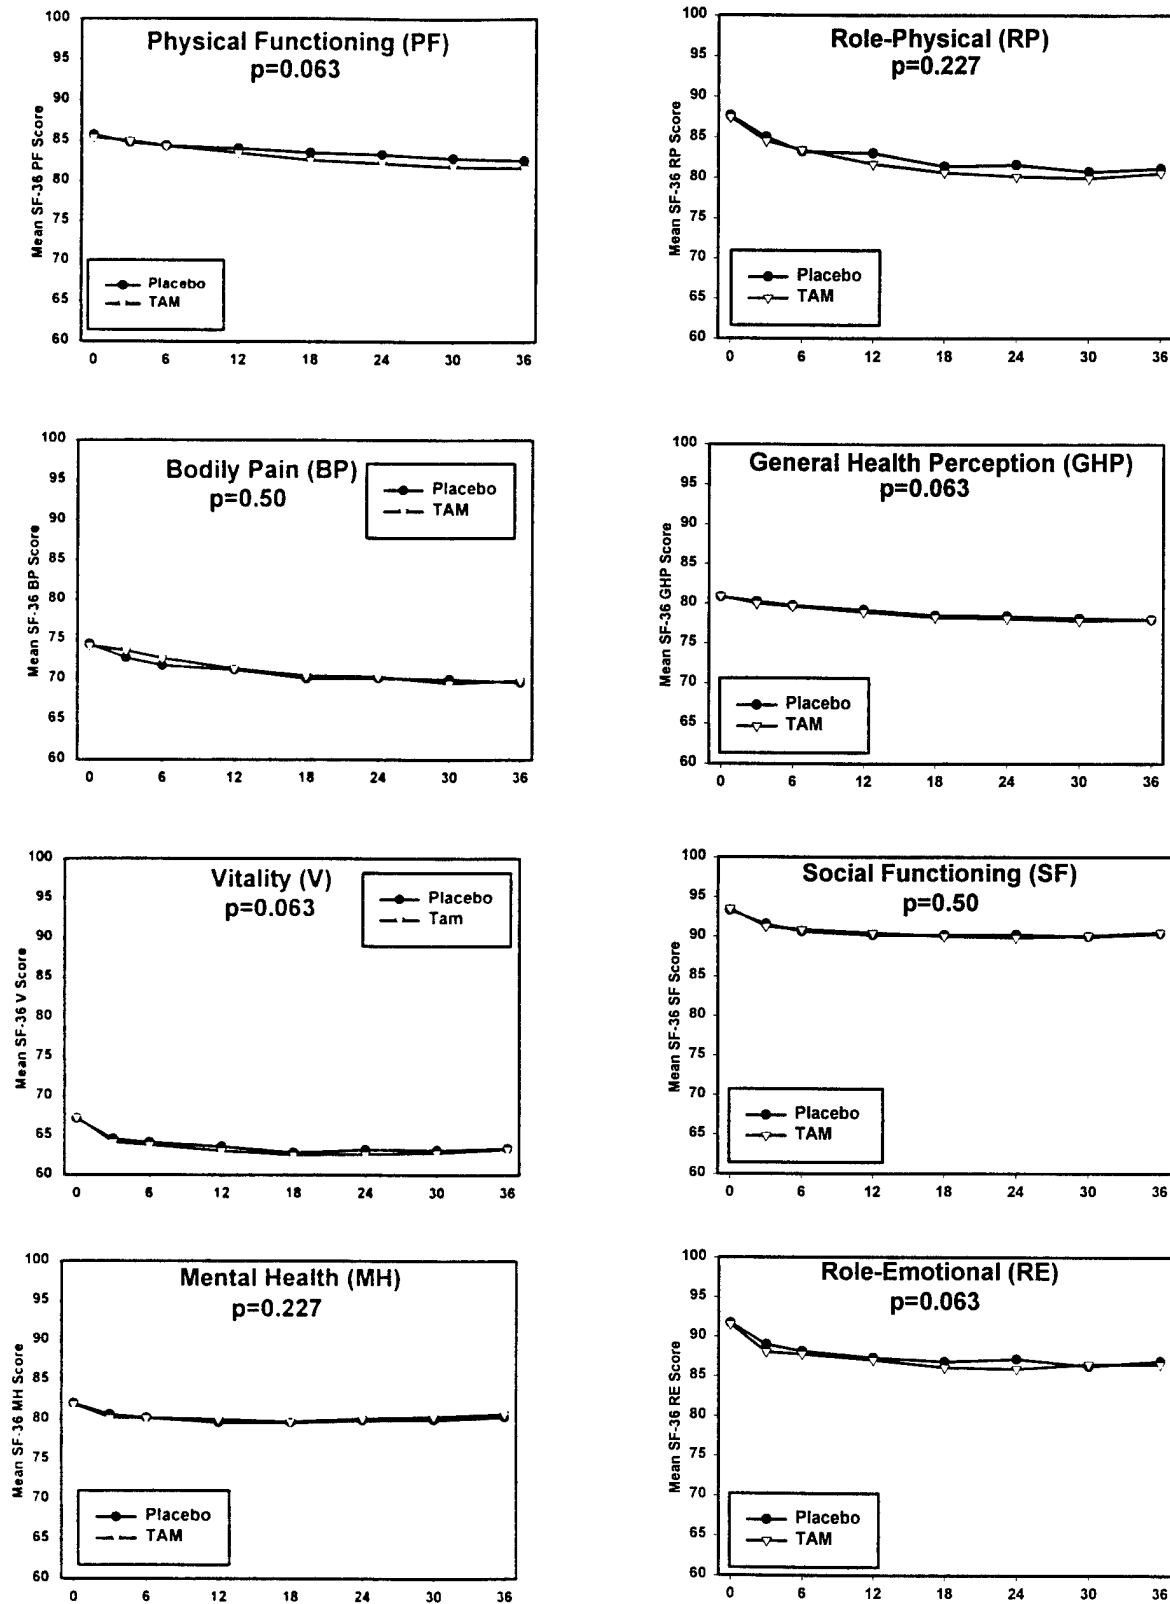 Physical Functioning (PF)
p=0.063
Mean SF-36 PF Score
100
95
90
85
80
75
70
65
60
Placebo
TAM
0 6 12 18 24 30 36
Role-Physical (RP)
p=0.227
Mean SF-36 RP Score
100
95
90
85
80
75
70
65
60
Placebo
TAM
0 6 12 18 24 30 36
Bodily Pain (BP)
p=0.50
Mean SF-36 BP Score
100
95
90
85
80
75
70
65
60
Placebo
TAM
0 6 12 18 24 30 36
General Health Perception (GHP)
p=0.063
Mean SF-36 GHP Score
100
95
90
85
80
75
70
65
60
Placebo
TAM
0 6 12 18 24 30 36
Vitality (V)
p=0.063
Mean SF-36 V Score
100
95
90
85
80
75
70
65
60
Placebo
Tam
0 6 12 18 24 30 36
Social Functioning (SF)
p=0.50
Mean SF-36 SF Score
100
95
90
85
80
75
70
65
60
Placebo
TAM
0 6 12 18 24 30 36
Mental Health (MH)
p=0.227
Mean SF-36 MH Score
100
95
90
85
80
75
70
65
60
Placebo
TAM
0 6 12 18 24 30 36
Role-Emotional (RE)
p=0.063
Mean SF-36 RE Score
100
95
90
85
80
75
70
65
60
Placebo
TAM
0 6 12 18 24 30 36